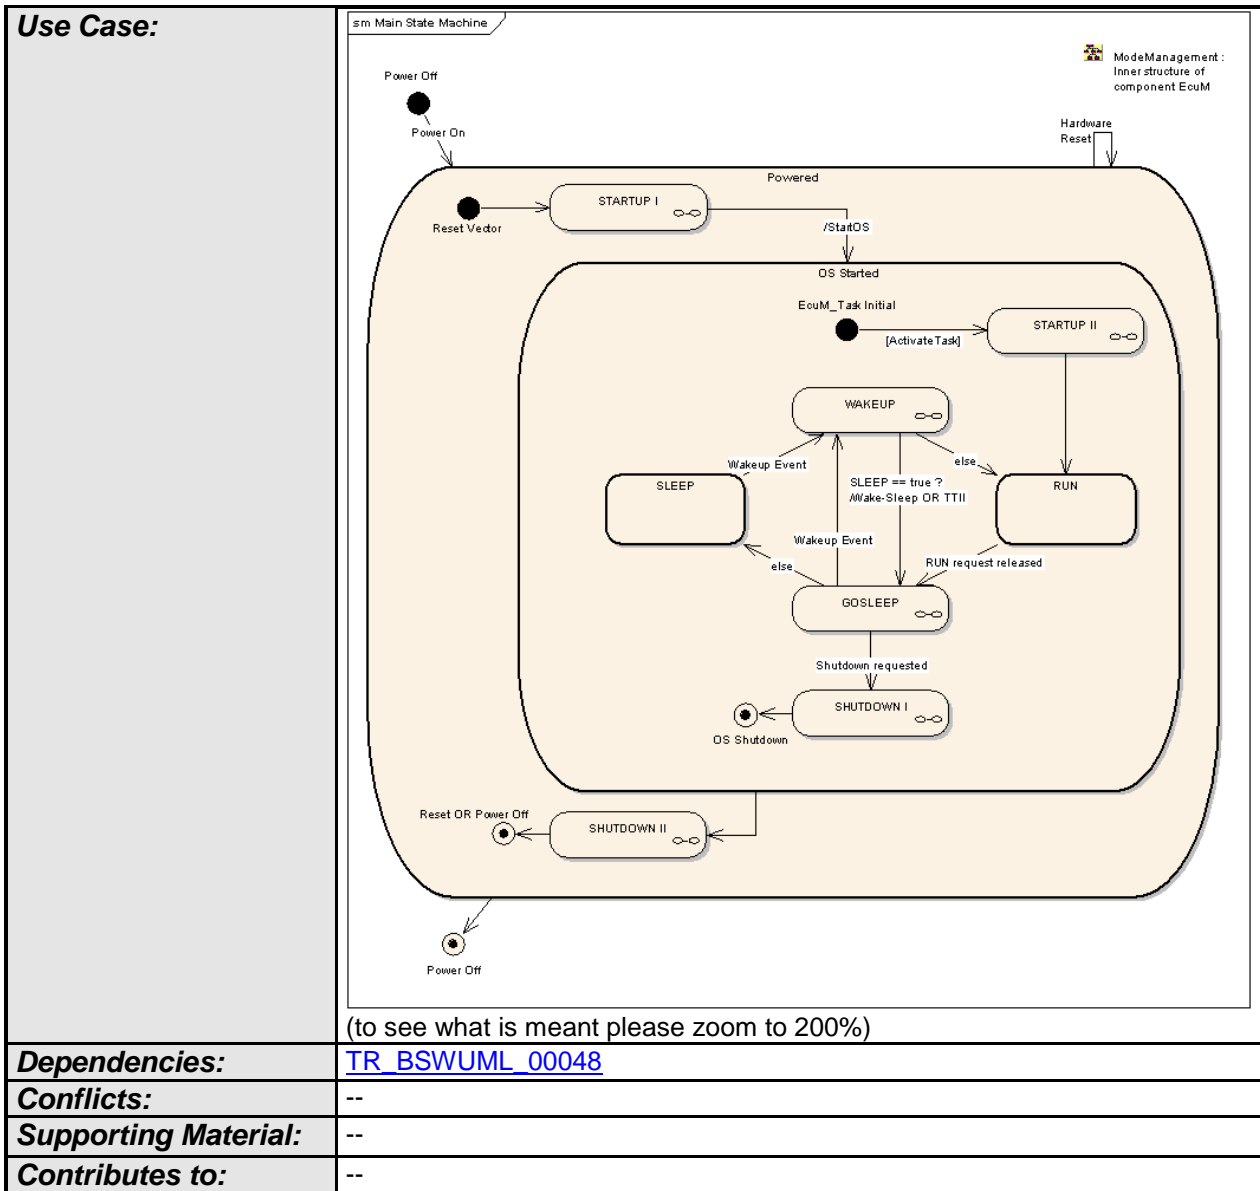 Use Case:
sm Main State Machine
ModeManagement :
Inner structure of
component EcuM
Power Off
Power On
Hardware
Reset
Powered
STARTUP I
Reset Vector
/StartOS
OS Started
EcuM_Task Initial
STARTUP II
[ActivateTask]
WAKEUP
Wakeup Event
else
SLEEP
SLEEP == true ?
/Wake-Sleep OR TTII
RUN
Wakeup Event
else
RUN request released
GOSLEEP
Shutdown requested
SHUTDOWN I
OS Shutdown
Reset OR Power Off
SHUTDOWN II
Power Off
(to see what is meant please zoom to 200%)
Dependencies:
TR_BSWUML_00048
Conflicts:
--
Supporting Material:
--
Contributes to:
--